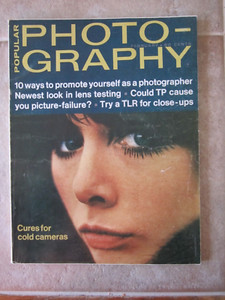 POPULAR
PHOTO-
GRAPHY
10 ways to promote yourself as a photographer
Newest look in lens testing • Could TP cause
you picture-failure? • Try a TLR for close-ups
Cures for
cold cameras